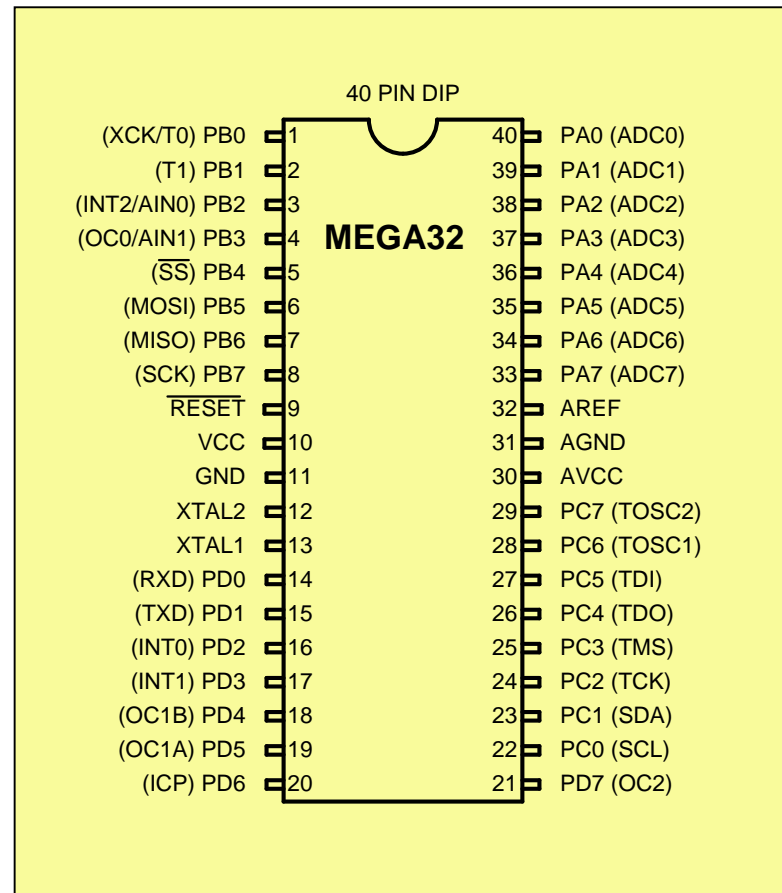 40 PIN DIP
(XCK/T0) PB0 1 40 PA0 (ADC0)
(T1) PB1 2 39 PA1 (ADC1)
(INT2/AIN0) PB2 3 38 PA2 (ADC2)
(OC0/AIN1) PB3 4 MEGA32 37 PA3 (ADC3)
(S̅S̅) PB4 5 36 PA4 (ADC4)
(MOSI) PB5 6 35 PA5 (ADC5)
(MISO) PB6 7 34 PA6 (ADC6)
(SCK) PB7 8 33 PA7 (ADC7)
R̅E̅S̅E̅T̅ 9 32 AREF
VCC 10 31 AGND
GND 11 30 AVCC
XTAL2 12 29 PC7 (TOSC2)
XTAL1 13 28 PC6 (TOSC1)
(RXD) PD0 14 27 PC5 (TDI)
(TXD) PD1 15 26 PC4 (TDO)
(INT0) PD2 16 25 PC3 (TMS)
(INT1) PD3 17 24 PC2 (TCK)
(OC1B) PD4 18 23 PC1 (SDA)
(OC1A) PD5 19 22 PC0 (SCL)
(ICP) PD6 20 21 PD7 (OC2)